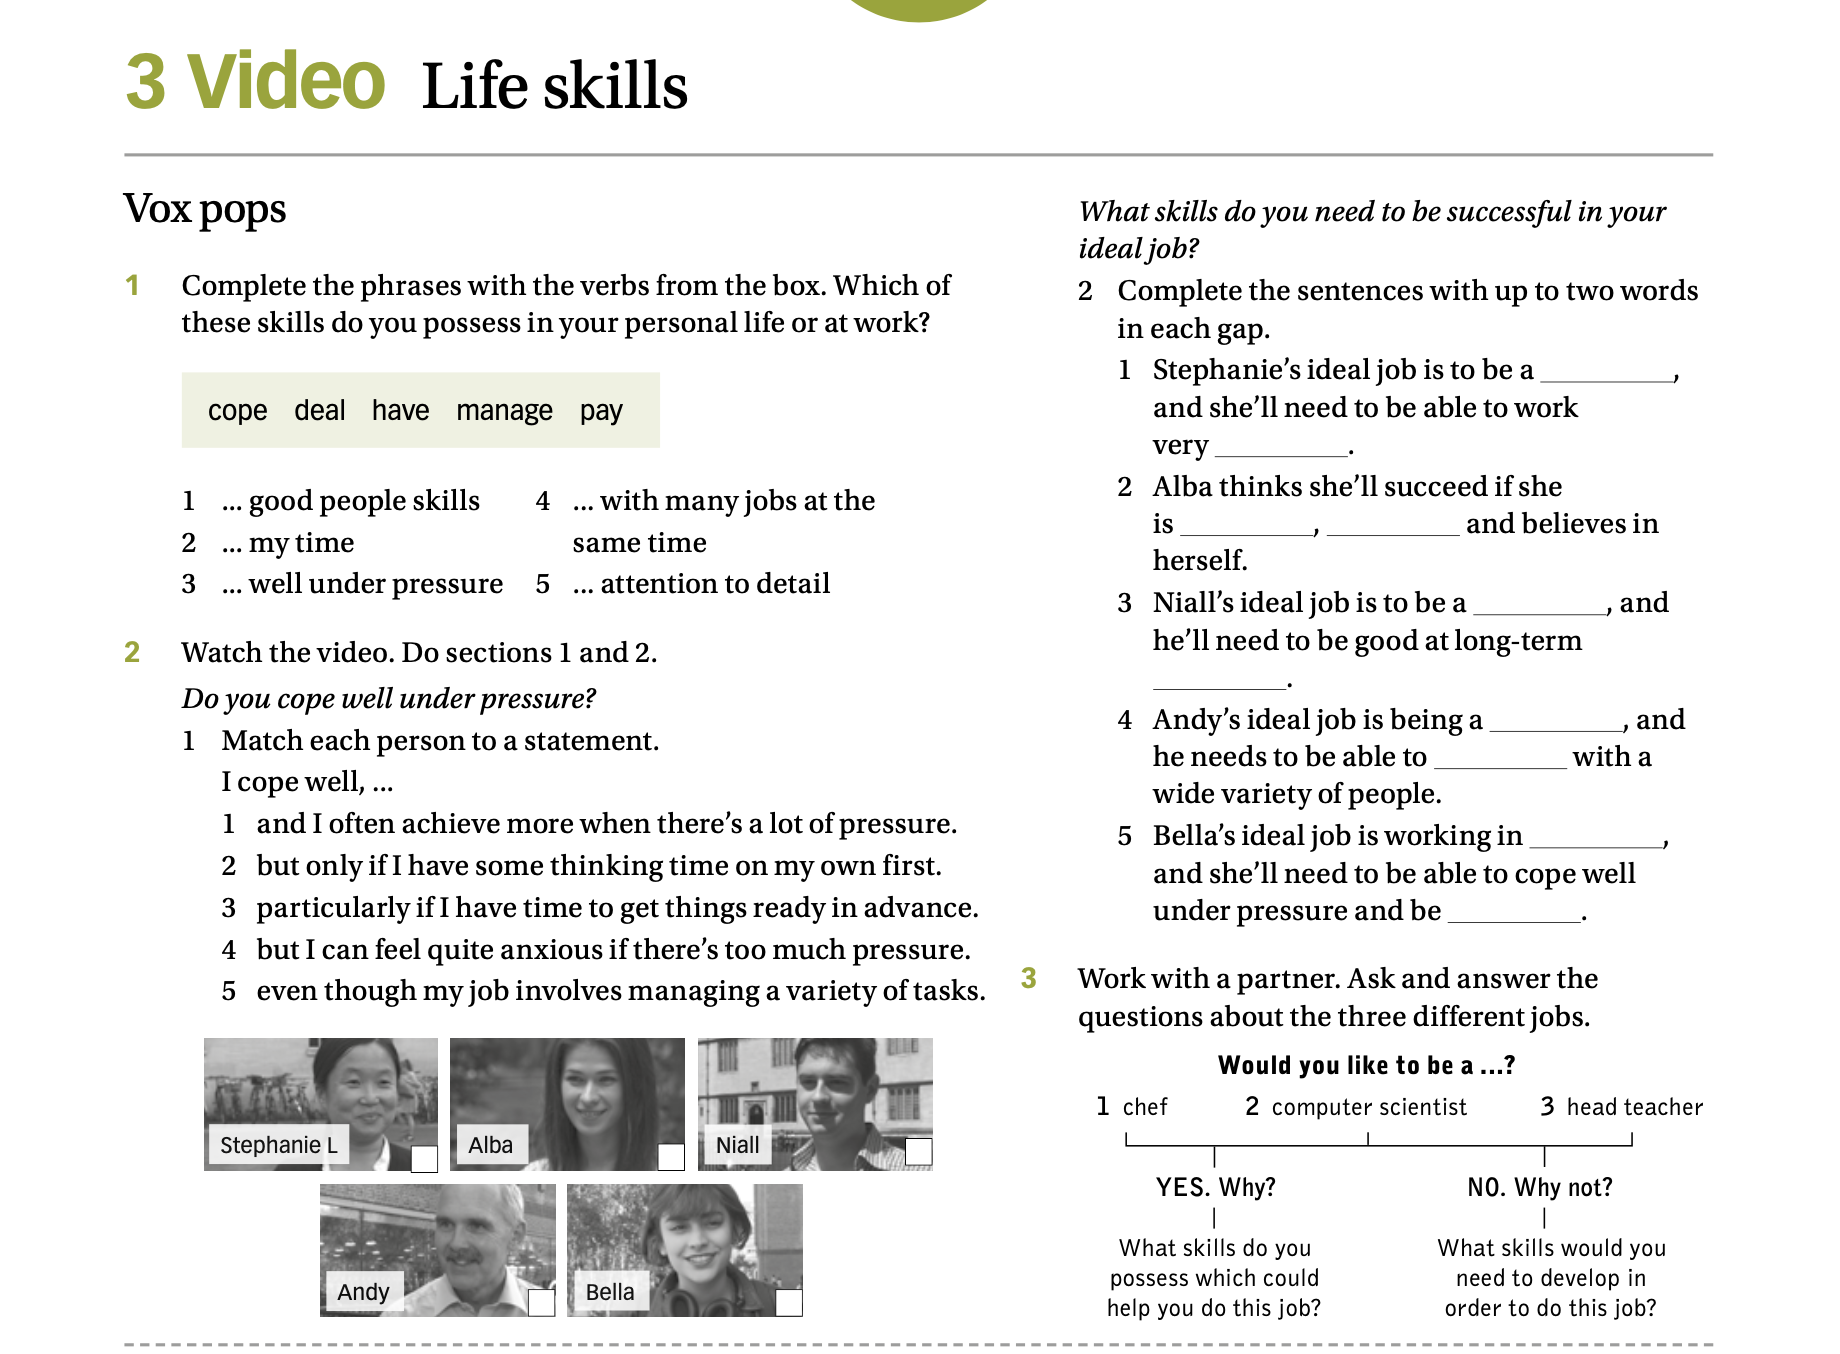 3 Video Life skills
Vox pops
1 Complete the phrases with the verbs from the box. Which of
these skills do you possess in your personal life or at work?
cope deal have manage pay
1 ... good people skills
2 ... my time
3 ... well under pressure
4 ... with many jobs at the
same time
5 ... attention to detail
2 Watch the video. Do sections 1 and 2.
Do you cope well under pressure?
1 Match each person to a statement.
I cope well, ...
1 and I often achieve more when there’s a lot of pressure.
2 but only if I have some thinking time on my own first.
3 particularly if I have time to get things ready in advance.
4 but I can feel quite anxious if there’s too much pressure.
5 even though my job involves managing a variety of tasks.
Stephanie L
Alba
Niall
Andy
Bella
What skills do you need to be successful in your
ideal job?
2 Complete the sentences with up to two words
in each gap.
1 Stephanie’s ideal job is to be a _________,
and she’ll need to be able to work
very _________.
2 Alba thinks she’ll succeed if she
is _________, _________ and believes in
herself.
3 Niall’s ideal job is to be a _________, and
he’ll need to be good at long-term
_________.
4 Andy’s ideal job is being a _________, and
he needs to be able to _________ with a
wide variety of people.
5 Bella’s ideal job is working in _________,
and she’ll need to be able to cope well
under pressure and be _________.
3 Work with a partner. Ask and answer the
questions about the three different jobs.
Would you like to be a ...?
1 chef 2 computer scientist 3 head teacher
YES. Why?
NO. Why not?
What skills do you
possess which could
help you do this job?
What skills would you
need to develop in
order to do this job?